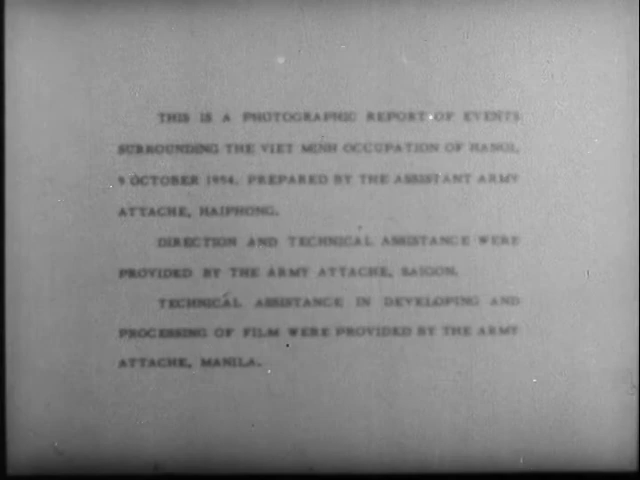 THIS IS A PHOTOGRAPHIC REPORT OF EVENTS
SURROUNDING THE VIET MINH OCCUPATION OF HANOI,
9 OCTOBER 1954. PREPARED BY THE ASSISTANT ARMY
ATTACHE, HAIPHONG.
DIRECTION AND TECHNICAL ASSISTANCE WERE
PROVIDED BY THE ARMY ATTACHE, SAIGON.
TECHNICAL ASSISTANCE IN DEVELOPING AND
PROCESSING OF FILM WERE PROVIDED BY THE ARMY
ATTACHE, MANILA.